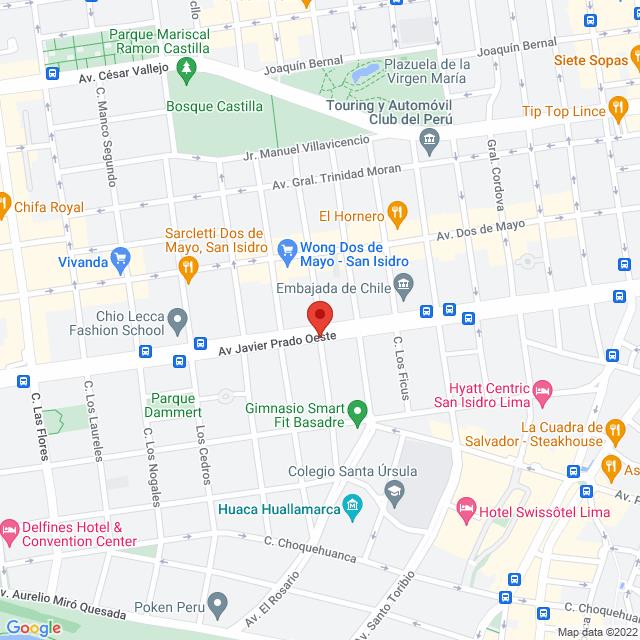 cllo
Parque Mariscal
Ramon Castilla
Joaquín Bernal
Siete Sopas
Plazuela de la
Virgen María
Av. César Vallejo
Joaquín Bernal
Bosque Castilla
Touring y Automóvil
Club del Perú
Tip Top Lince
C. Manco Segundo
Jr. Manuel Villavicencio
Gral. Cordova
Av. Gral. Trinidad Moran
Chifa Royal
El Hornero
Sarcletti Dos de
Mayo, San Isidro
Av. Dos de Mayo
Wong Dos de
Mayo - San Isidro
Vivanda
Embajada de Chile
Chio Lecca
Fashion School
Av Javier Prado Oeste
C. Los Ficus
Hyatt Centric
San Isidro Lima
Parque
Dammert
C. Las Flores
C. Los Laureles
Gimnasio Smart
Fit Basadre
La Cuadra de
Salvador - Steakhouse
C. Los Nogales
Los Cedros
Colegio Santa Úrsula
As
Av. P
Huaca Huallamarca
Hotel Swissôtel Lima
Delfines Hotel &
Convention Center
C. Choquehuanca
Av. El Rosario
Av. Santo Toribio
v. Aurelio Miró Quesada
Poken Peru
C. Choquehua
Google
Map data ©2022